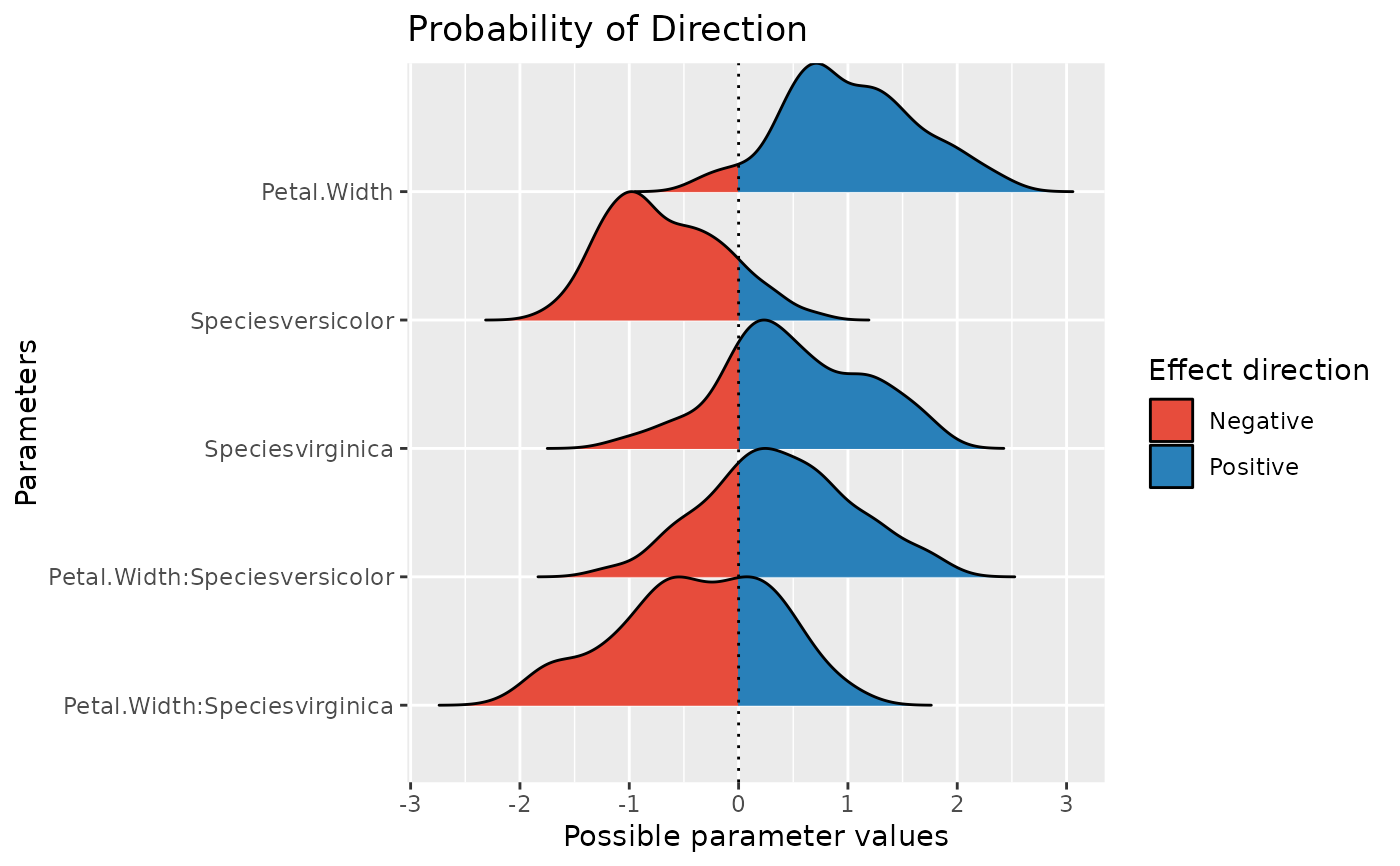 Probability of Direction
Parameters
Petal.Width
Speciesversicolor
Speciesvirginica
Petal.Width:Speciesversicolor
Petal.Width:Speciesvirginica
-3 -2 -1 0 1 2 3
Possible parameter values
Effect direction
Negative
Positive